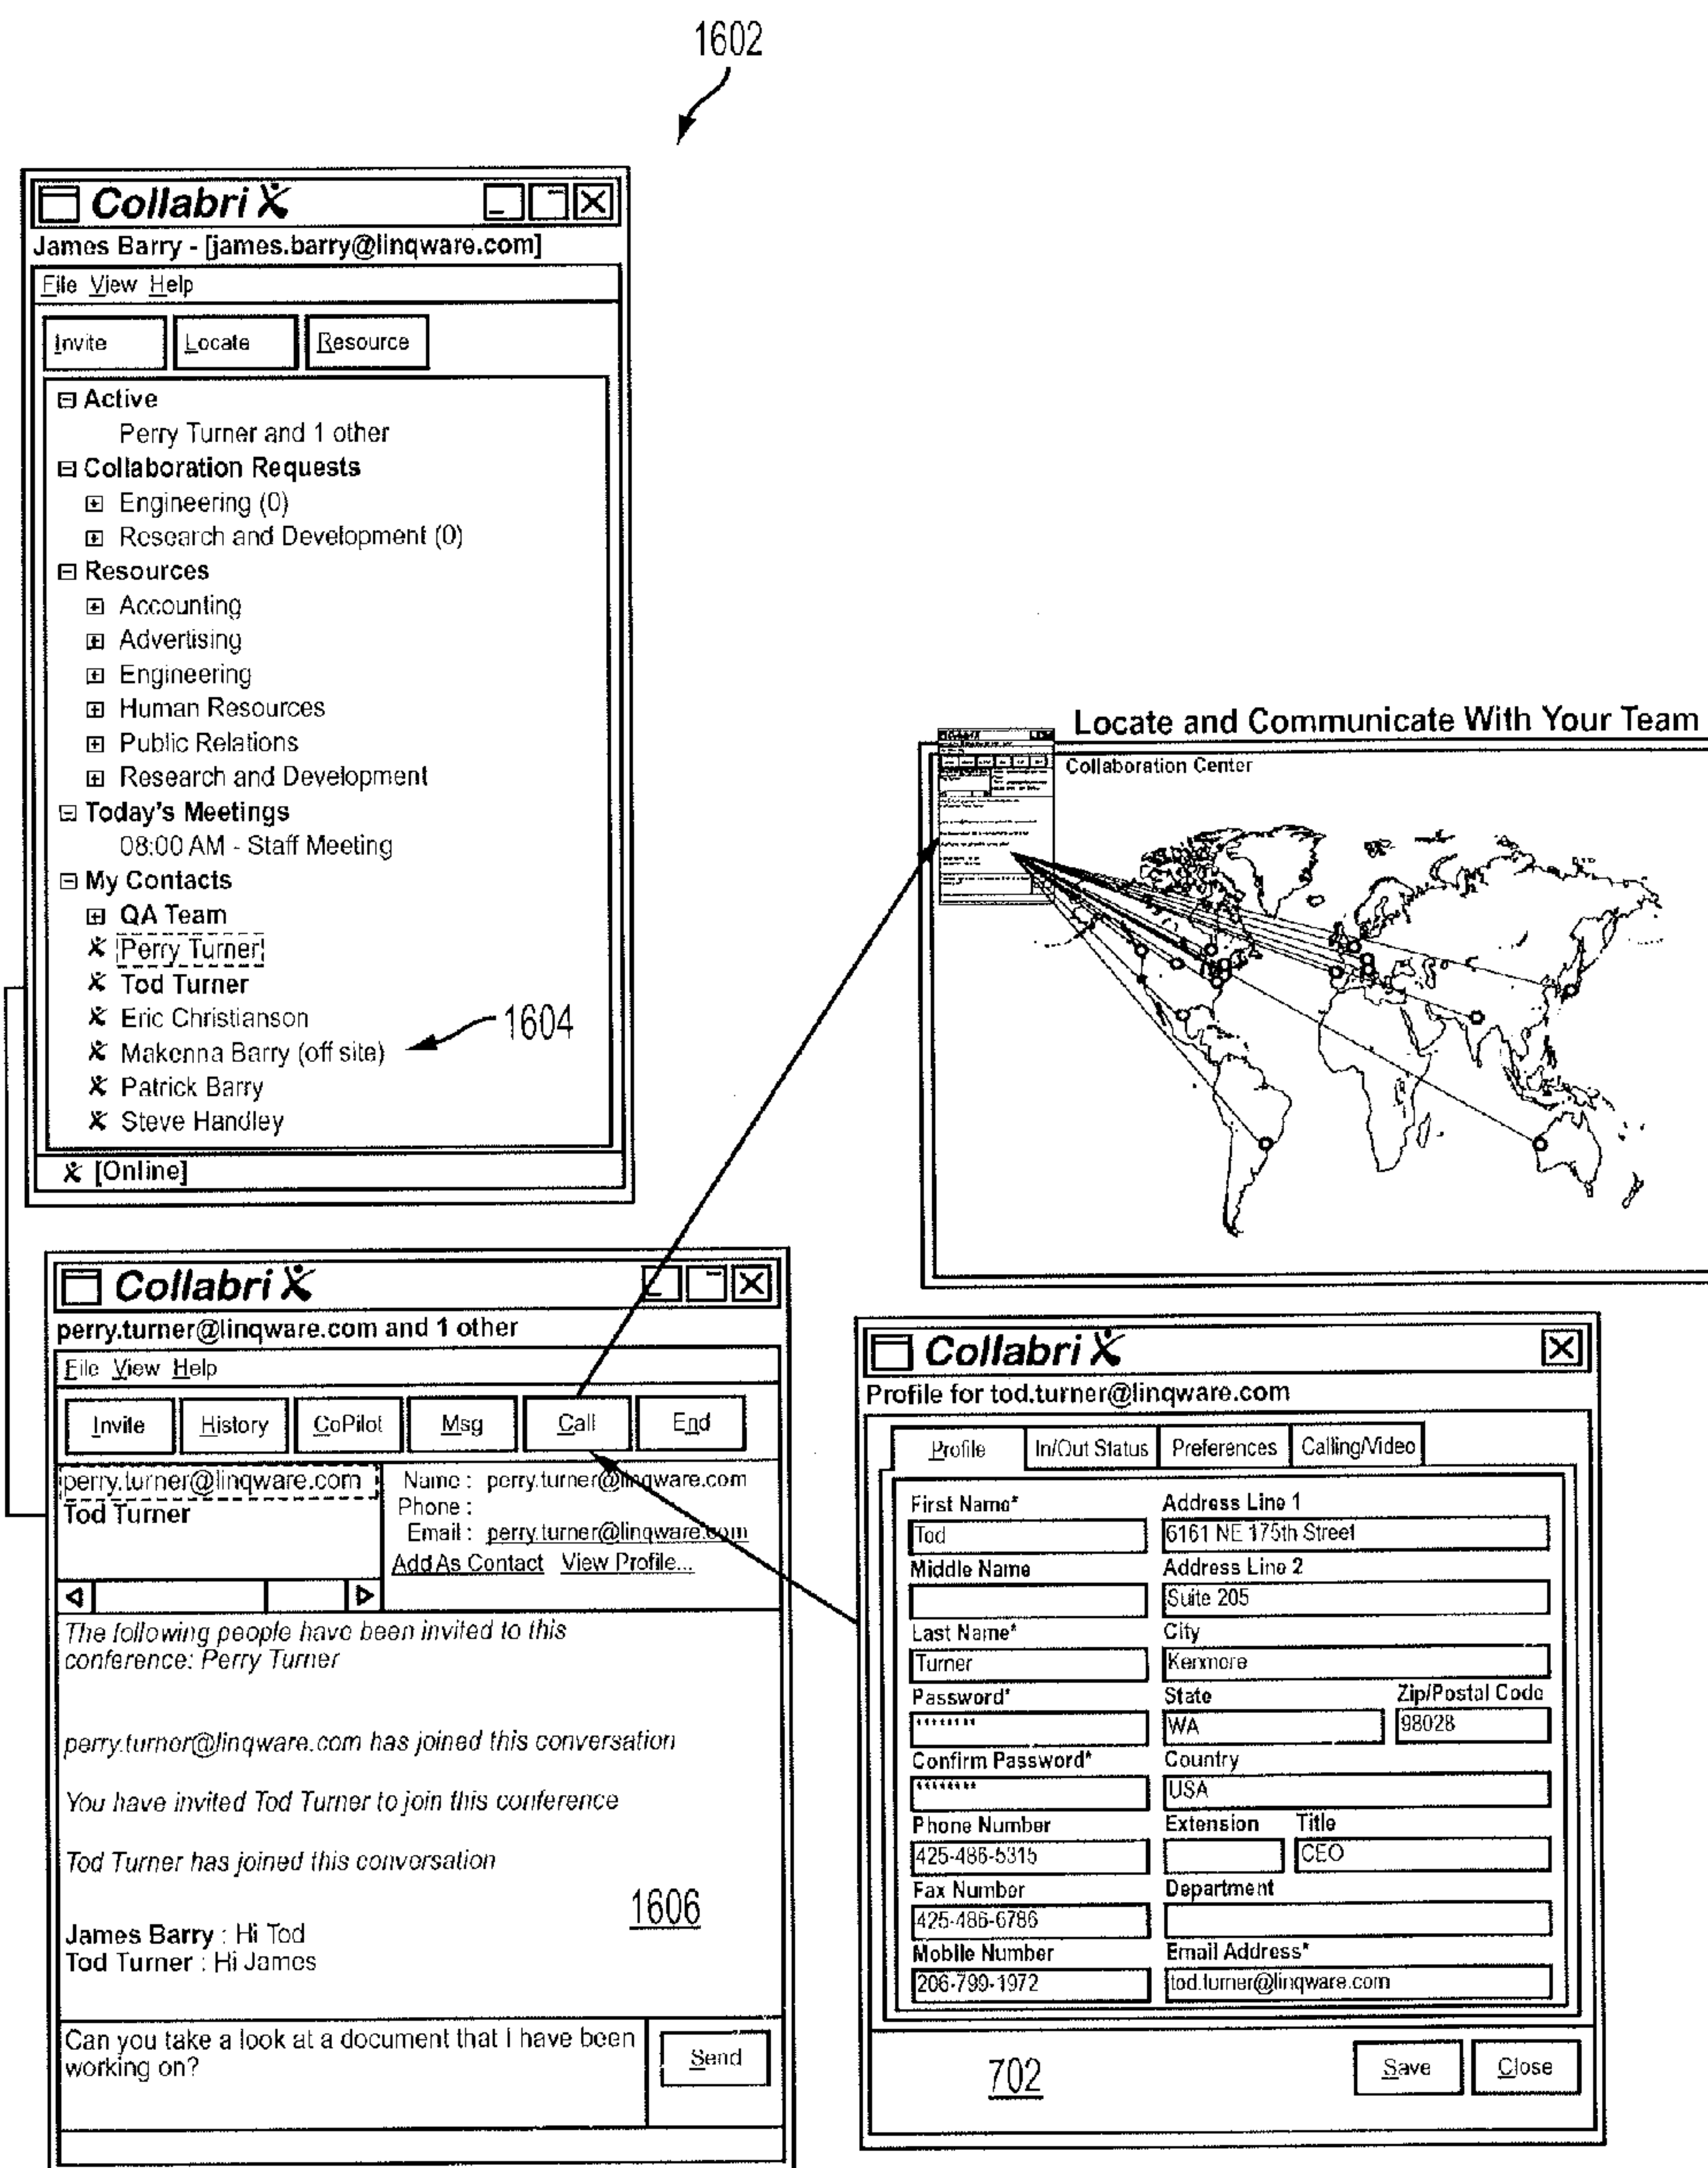 1602
Collabri
James Barry - [james.barry@linqware.com]
File View Help
Invite Locate Resource
Active
Perry Turner and 1 other
Collaboration Requests
Engineering (0)
Research and Development (0)
Resources
Accounting
Advertising
Engineering
Human Resources
Public Relations
Research and Development
Today's Meetings
08:00 AM - Staff Meeting
My Contacts
QA Team
Perry Turner
Tod Turner
Eric Christianson
1604
Makenna Barry (off site)
Patrick Barry
Steve Handley
[Online]
Locate and Communicate With Your Team
Collaboration Center
Collabri
perry.turner@linqware.com and 1 other
File View Help
Invite History CoPilot Msg Call End
perry.turner@linqware.com
Tod Turner
Name : perry.turner@linqware.com
Phone :
Email : perry.turner@linqware.com
Add As Contact View Profile...
The following people have been invited to this
conference: Perry Turner
perry.turner@linqware.com has joined this conversation
You have invited Tod Turner to join this conference
Tod Turner has joined this conversation
1606
James Barry : Hi Tod
Tod Turner : Hi James
Can you take a look at a document that I have been
working on?
Send
Collabri
Profile for tod.turner@linqware.com
Profile In/Out Status Preferences Calling/Video
First Name* Address Line 1
Tod 6161 NE 175th Street
Middle Name Address Line 2
Suite 205
Last Name* City
Turner Kenmore
Password* State Zip/Postal Code
******** WA 98028
Confirm Password* Country
******** USA
Phone Number Extension Title
425-486-5315 CEO
Fax Number Department
425-486-6786
Mobile Number Email Address*
206-799-1972 tod.turner@linqware.com
702
Save Close